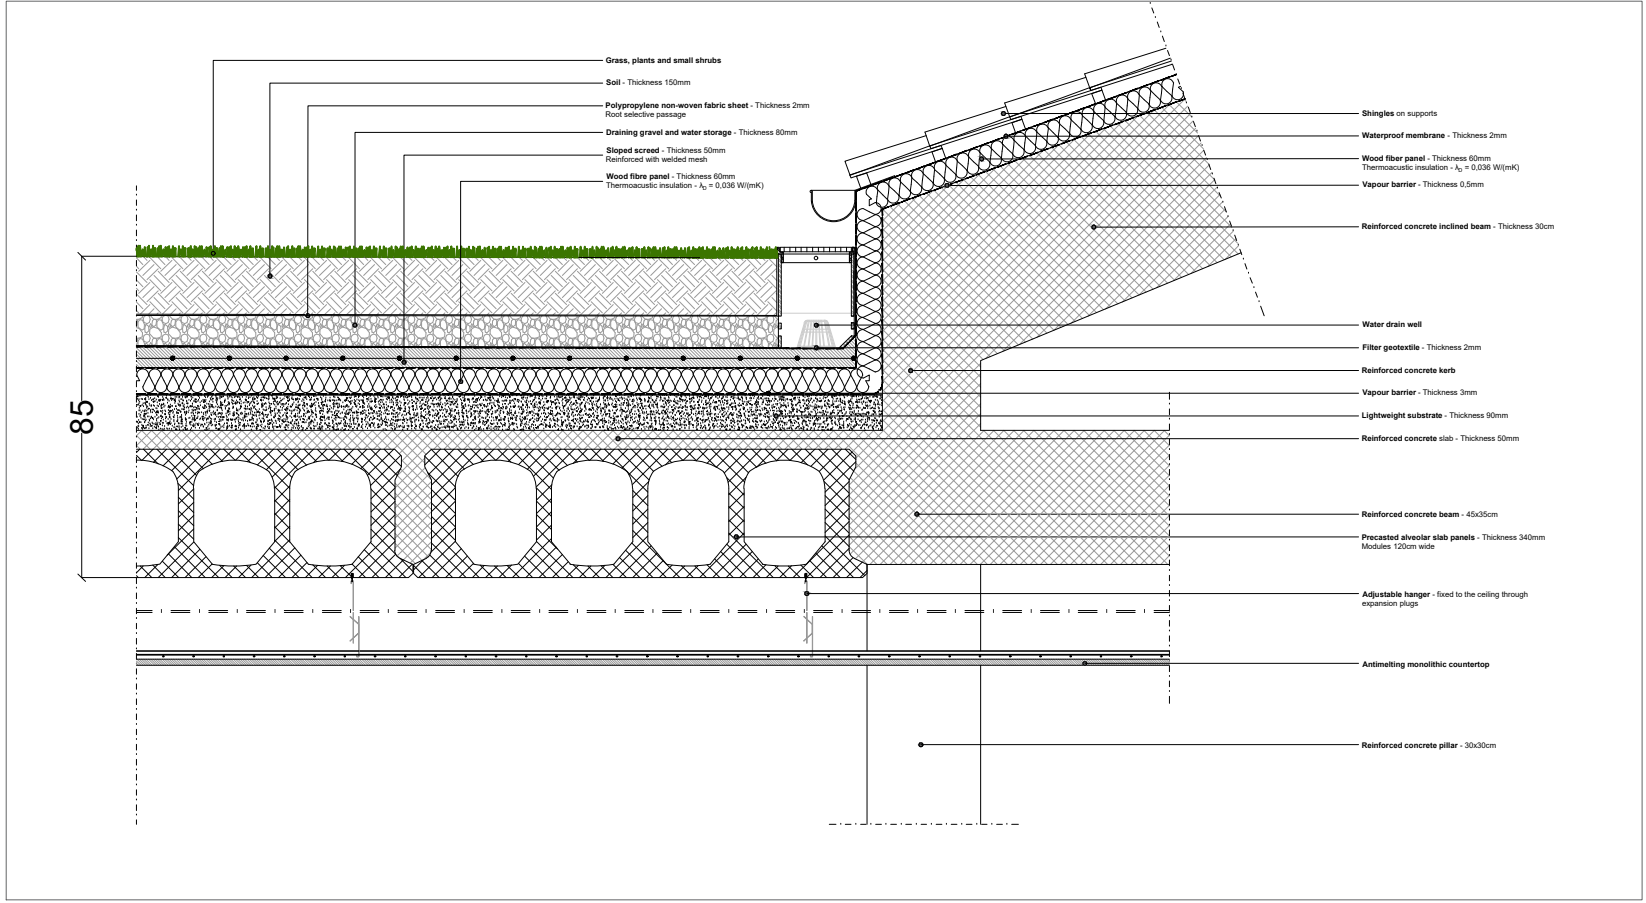 Grass, plants and small shrubs
Soil - Thickness 150mm
Polypropylene non-woven fabric sheet - Thickness 2mm
Root selective passage
Draining gravel and water storage - Thickness 80mm
Sloped screed - Thickness 50mm
Reinforced with welded mesh
Wood fibre panel - Thickness 60mm
Thermoacustic insulation - λD = 0,036 W/(mK)
85
Shingles on supports
Waterproof membrane - Thickness 2mm
Wood fiber panel - Thickness 60mm
Thermoacustic insulation - λD = 0,036 W/(mK)
Vapour barrier - Thickness 0,5mm
Reinforced concrete inclined beam - Thickness 30cm
Water drain well
Filter geotextile - Thickness 2mm
Reinforced concrete kerb
Vapour barrier - Thickness 3mm
Lightweight substrate - Thickness 90mm
Reinforced concrete slab - Thickness 50mm
Reinforced concrete beam - 45x35cm
Precasted alveolar slab panels - Thickness 340mm
Modules 120cm wide
Adjustable hanger - fixed to the ceiling through
expansion plugs
Antimelting monolithic countertop
Reinforced concrete pillar - 30x30cm